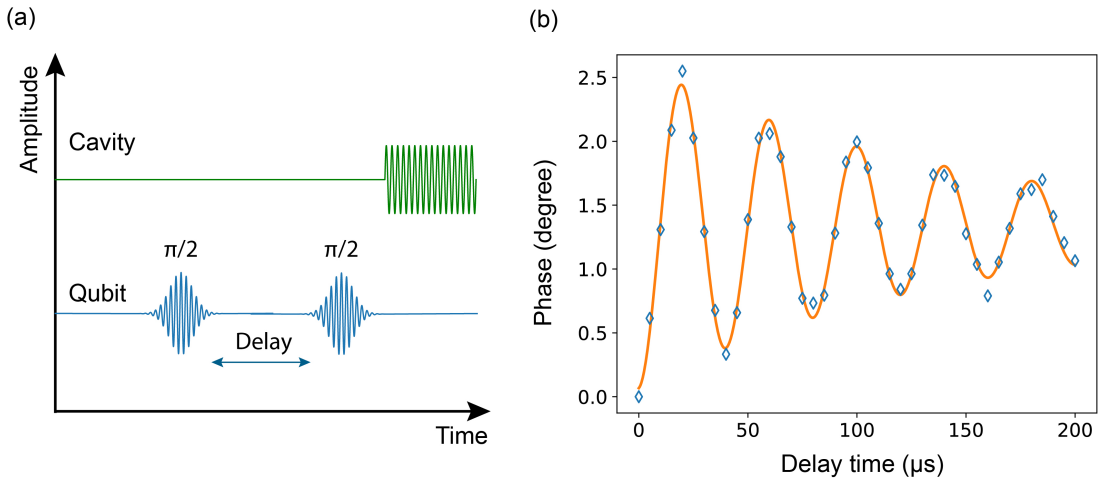 (a)
Amplitude
Cavity
π/2
π/2
Qubit
Delay
Time
(b)
Phase (degree)
2.5
2.0
1.5
1.0
0.5
0.0
0
50
100
150
200
Delay time (μs)